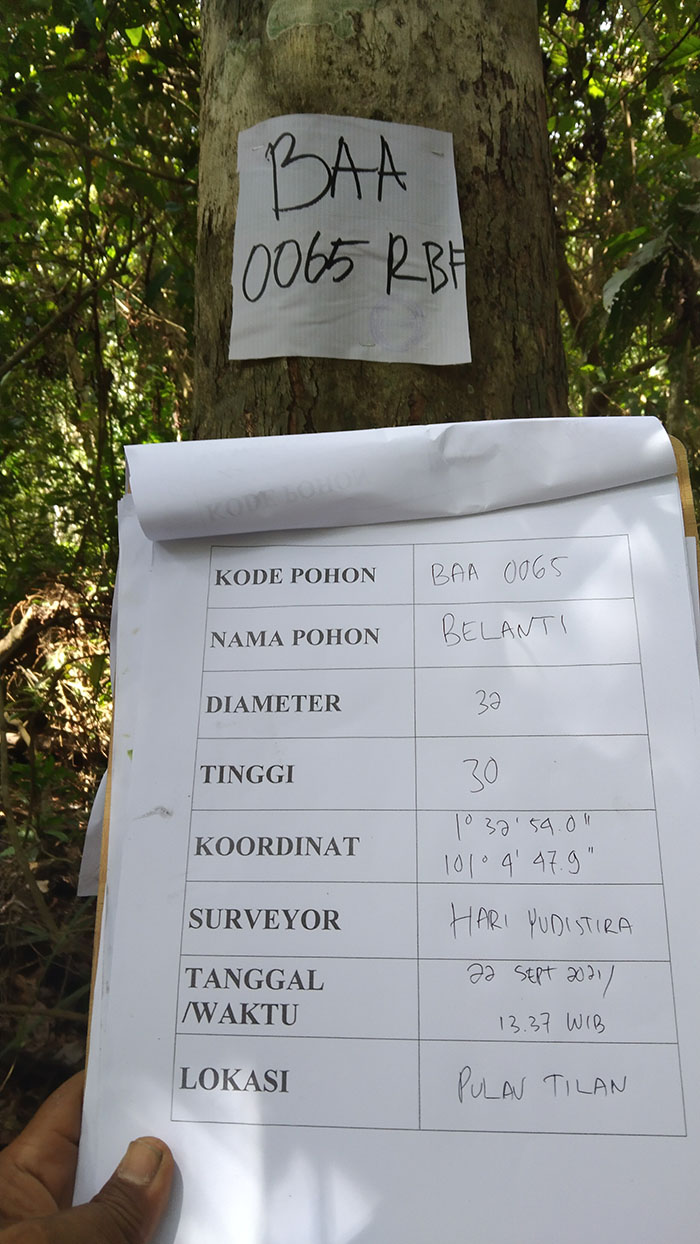 BAA
0065 RBF
KODE POHON
KODE POHON BAA 0065
NAMA POHON BELANTI
DIAMETER 32
TINGGI 30
KOORDINAT 1° 32' 54.0"
101° 4' 47.9"
SURVEYOR HARI YUDISTIRA
TANGGAL
/WAKTU 22 SEPT 2021/
13.37 WIB
LOKASI PULAU TILAN